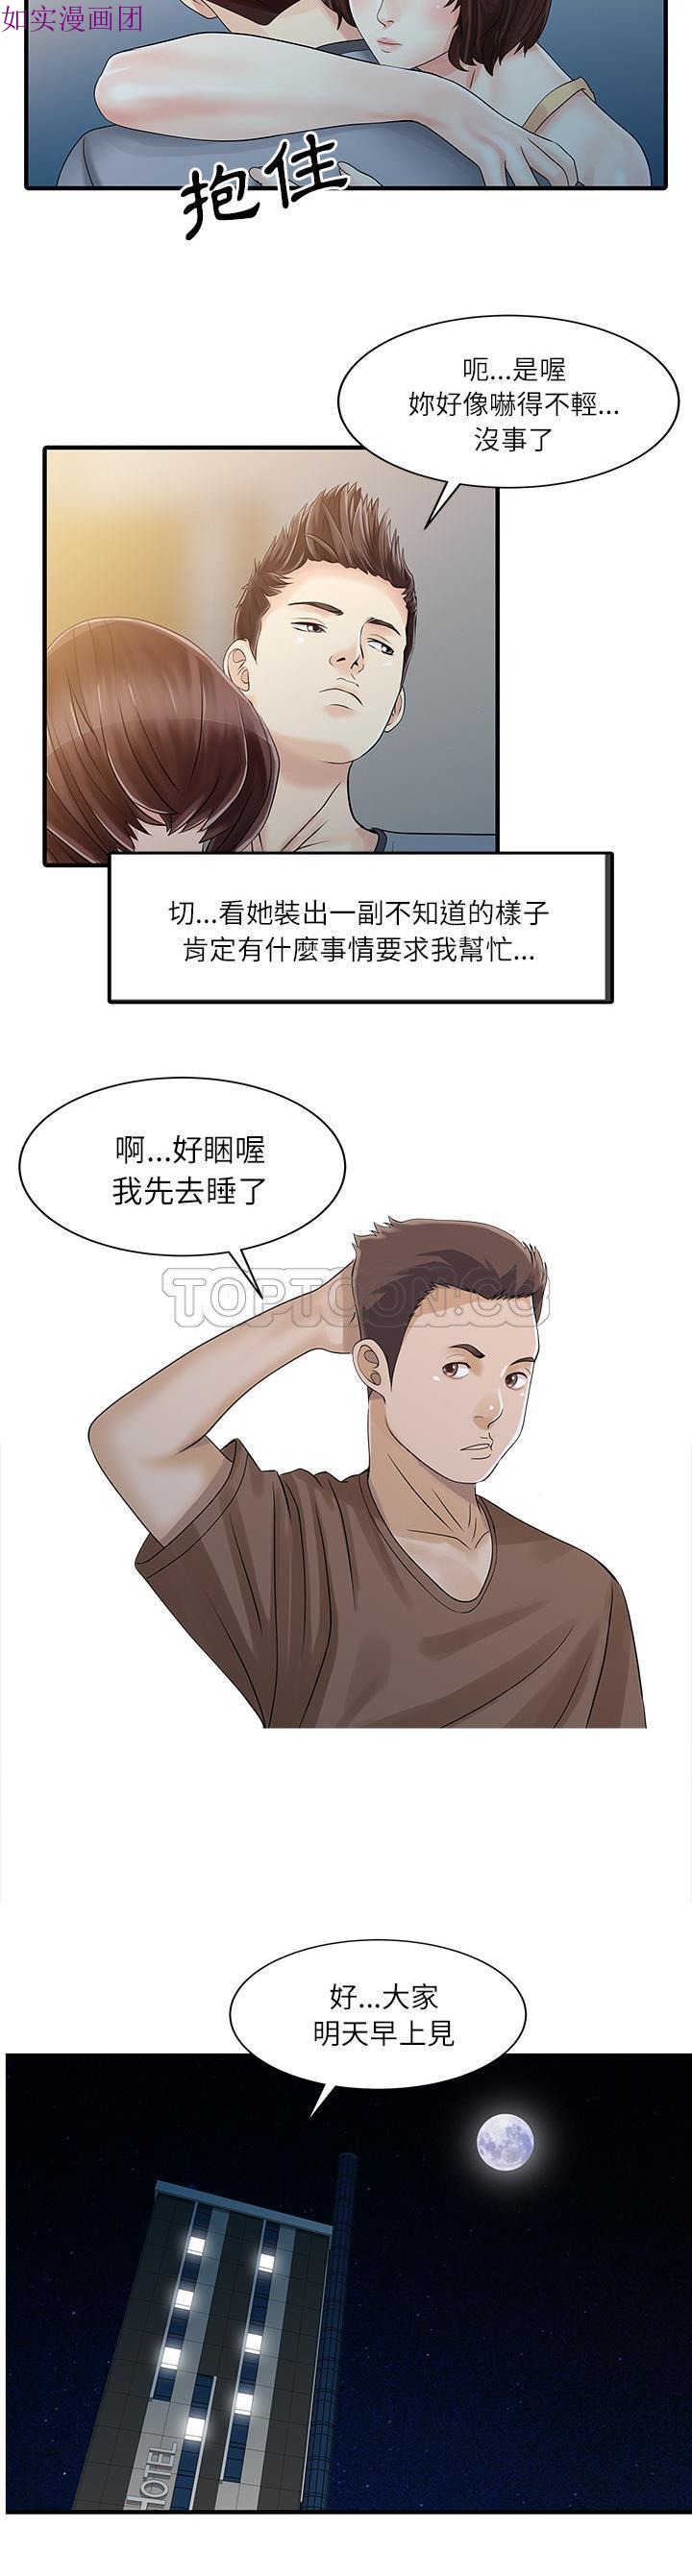 如实漫画团
抱住
呃...是喔
妳好像嚇得不輕...
沒事了
切...看她裝出一副不知道的樣子
肯定有什麼事情要求我幫忙...
啊...好睏喔
我先去睡了
TOPTOON.CC
好...大家
明天早上見
HOTEL